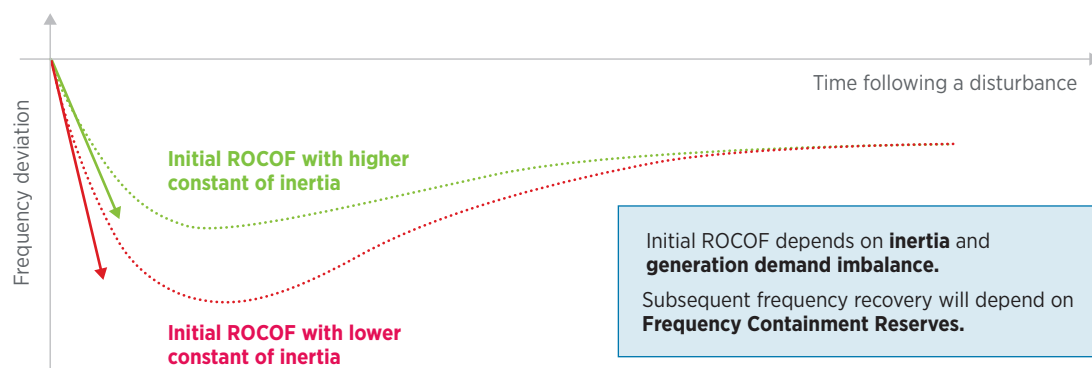 Time following a disturbance
Frequency deviation
Initial ROCOF with higher
constant of inertia
Initial ROCOF depends on inertia and
generation demand imbalance.
Subsequent frequency recovery will depend on
Frequency Containment Reserves.
Initial ROCOF with lower
constant of inertia